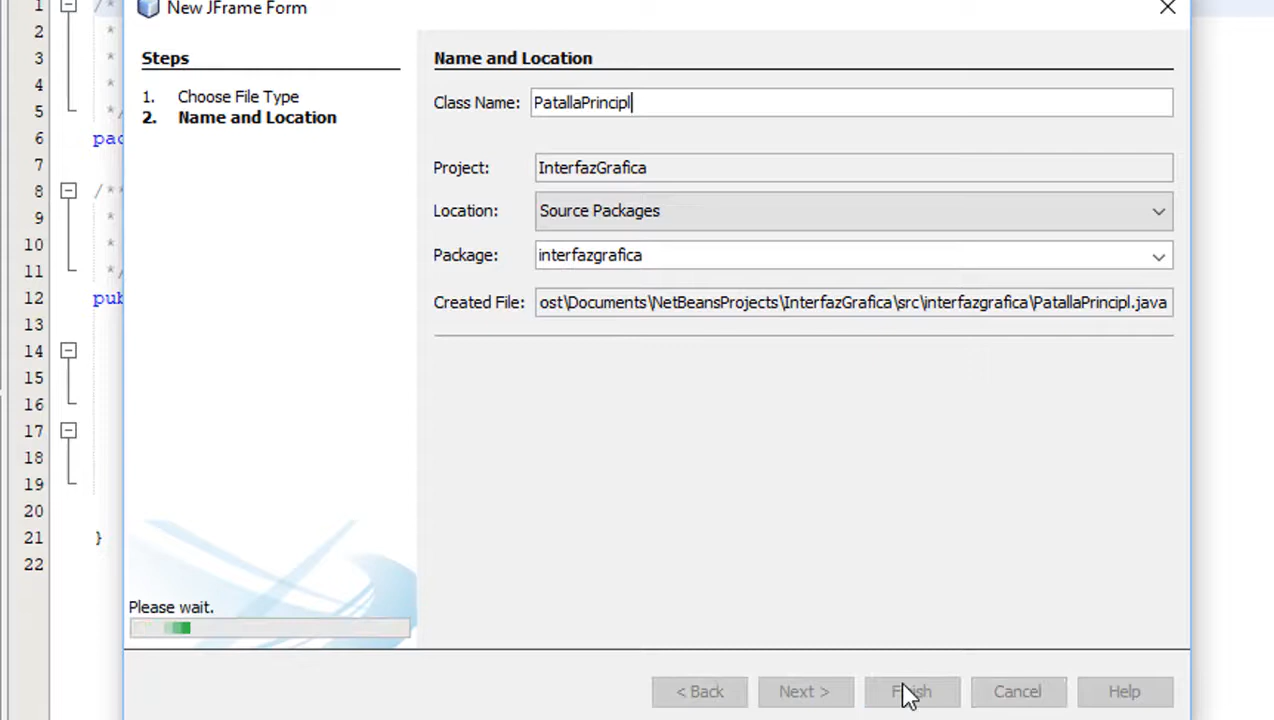 New JFrame Form
Steps
1. Choose File Type
2. Name and Location
Name and Location
Class Name: PatallaPrincipl
Project: InterfazGrafica
Location: Source Packages
Package: interfazgrafica
Created File: ost\Documents\NetBeansProjects\InterfazGrafica\src\interfazgrafica\PatallaPrincipl.java
Please wait.
< Back Next > Finish Cancel Help
1 /*
2 *
3 *
4 *
5 */
6 pac
7
8 /**
9 *
10 *
11 */
12 pub
13
14
15
16
17
18
19
20
21 }
22